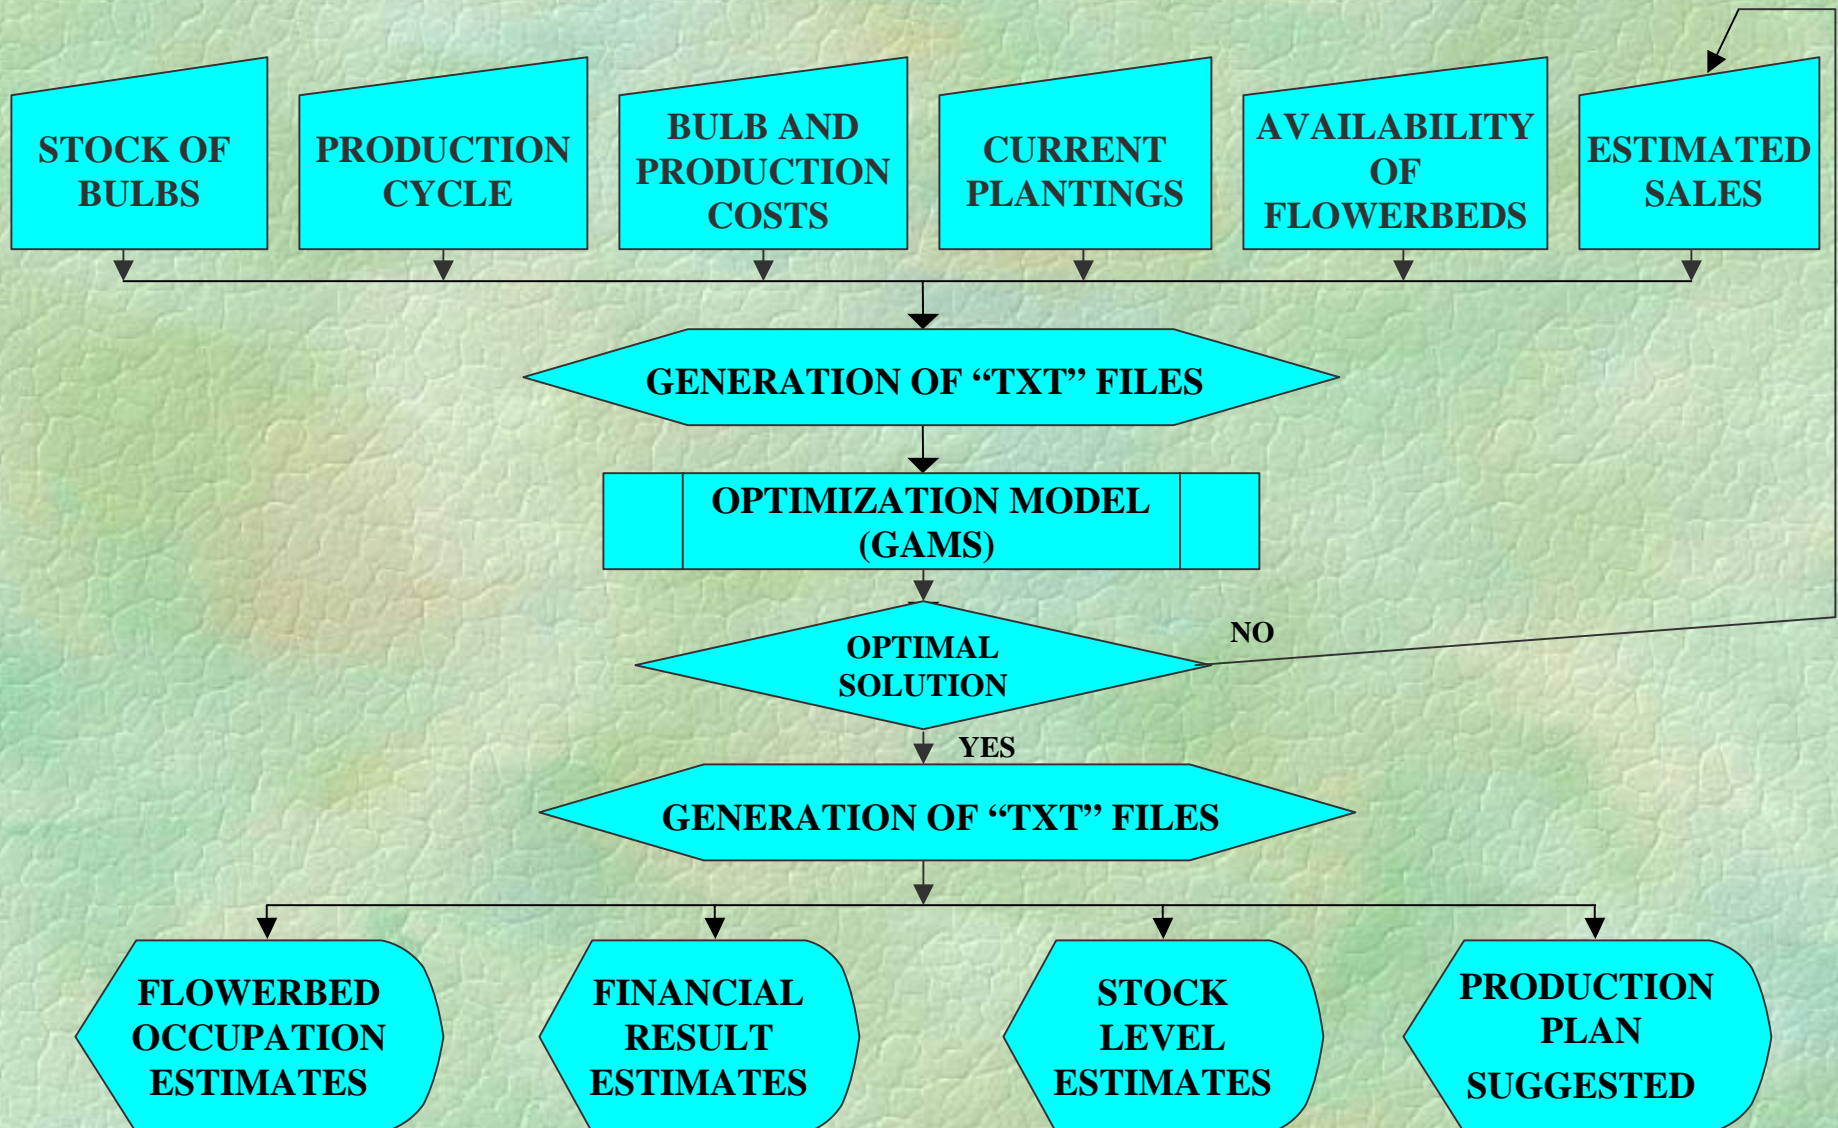 STOCK OF
BULBS
PRODUCTION
CYCLE
BULB AND
PRODUCTION
COSTS
CURRENT
PLANTINGS
AVAILABILITY
OF
FLOWERBEDS
ESTIMATED
SALES
GENERATION OF “TXT” FILES
OPTIMIZATION MODEL
(GAMS)
OPTIMAL
SOLUTION
NO
YES
GENERATION OF “TXT” FILES
FLOWERBED
OCCUPATION
ESTIMATES
FINANCIAL
RESULT
ESTIMATES
STOCK
LEVEL
ESTIMATES
PRODUCTION
PLAN
SUGGESTED